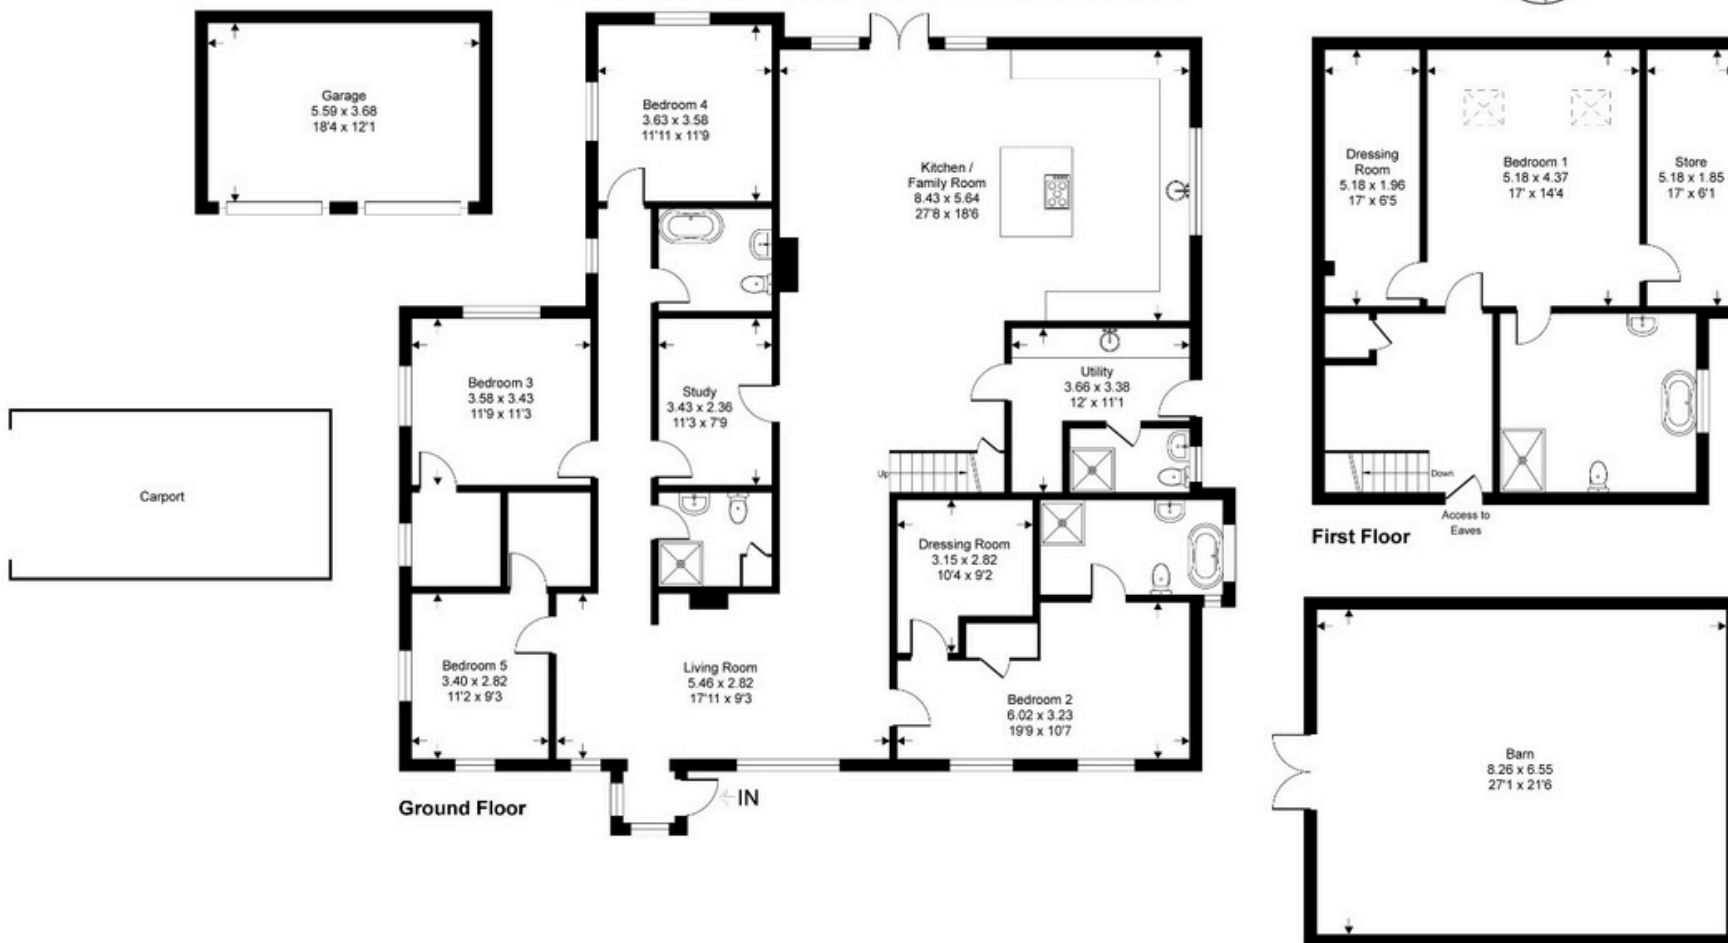 Garage
5.59 x 3.68
18'4 x 12'1
Bedroom 4
3.63 x 3.58
11'11 x 11'9
Kitchen /
Family Room
8.43 x 5.64
27'8 x 18'6
Dressing
Room
5.18 x 1.96
17' x 6'5
Bedroom 1
5.18 x 4.37
17' x 14'4
Store
5.18 x 1.85
17' x 6'1
Bedroom 3
3.58 x 3.43
11'9 x 11'3
Study
3.43 x 2.36
11'3 x 7'9
Utility
3.66 x 3.38
12' x 11'1
Up
Down
Carport
Access to
Eaves
First Floor
Dressing Room
3.15 x 2.82
10'4 x 9'2
Bedroom 5
3.40 x 2.82
11'2 x 9'3
Living Room
5.46 x 2.82
17'11 x 9'3
Bedroom 2
6.02 x 3.23
19'9 x 10'7
Barn
8.26 x 6.55
27'1 x 21'6
Ground Floor
IN